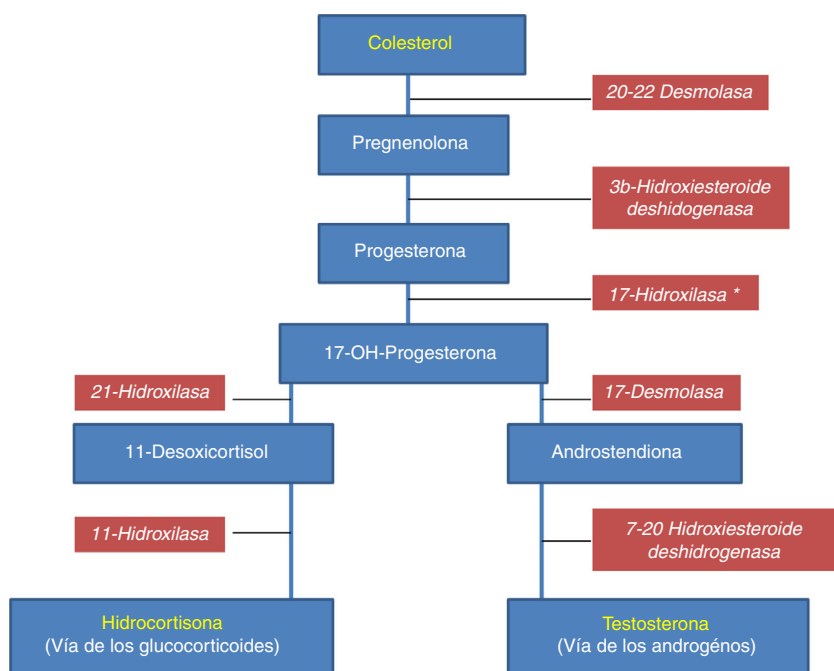 Colesterol
20-22 Desmolasa
Pregnenolona
3b-Hidroxiesteroide
deshidogenasa
Progesterona
17-Hidroxilasa *
17-OH-Progesterona
21-Hidroxilasa
17-Desmolasa
11-Desoxicortisol
Androstendiona
11-Hidroxilasa
7-20 Hidroxiesteroide
deshidrogenasa
Hidrocortisona
(Vía de los glucocorticoides)
Testosterona
(Vía de los androgénos)